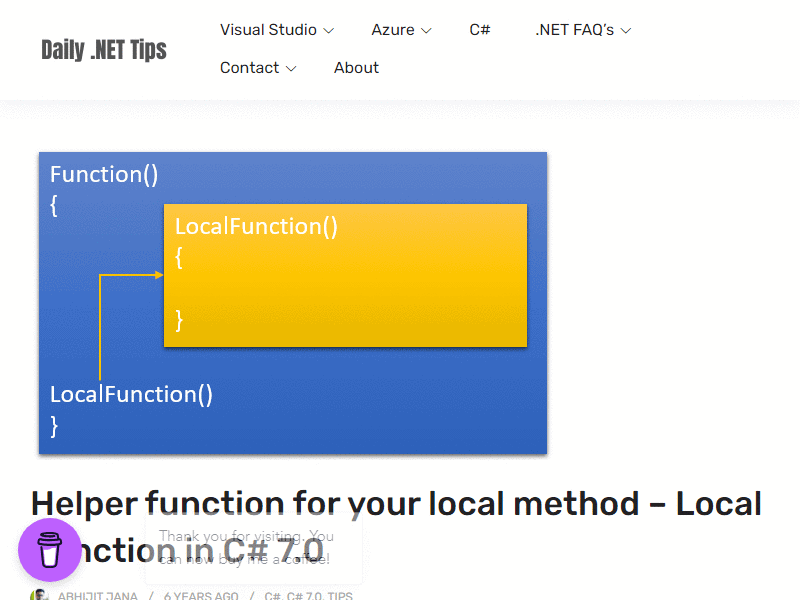 Daily .NET Tips
Visual Studio
Azure
C#
.NET FAQ's
Contact
About
Function()
{
LocalFunction()
{
}
LocalFunction()
}
Helper function for your local method – Local
nction in C# 7.0
Thank you for visiting. You
can now buy me a coffee!
ABHIJIT JANA / 6 YEARS AGO / C#, C# 7.0, TIPS